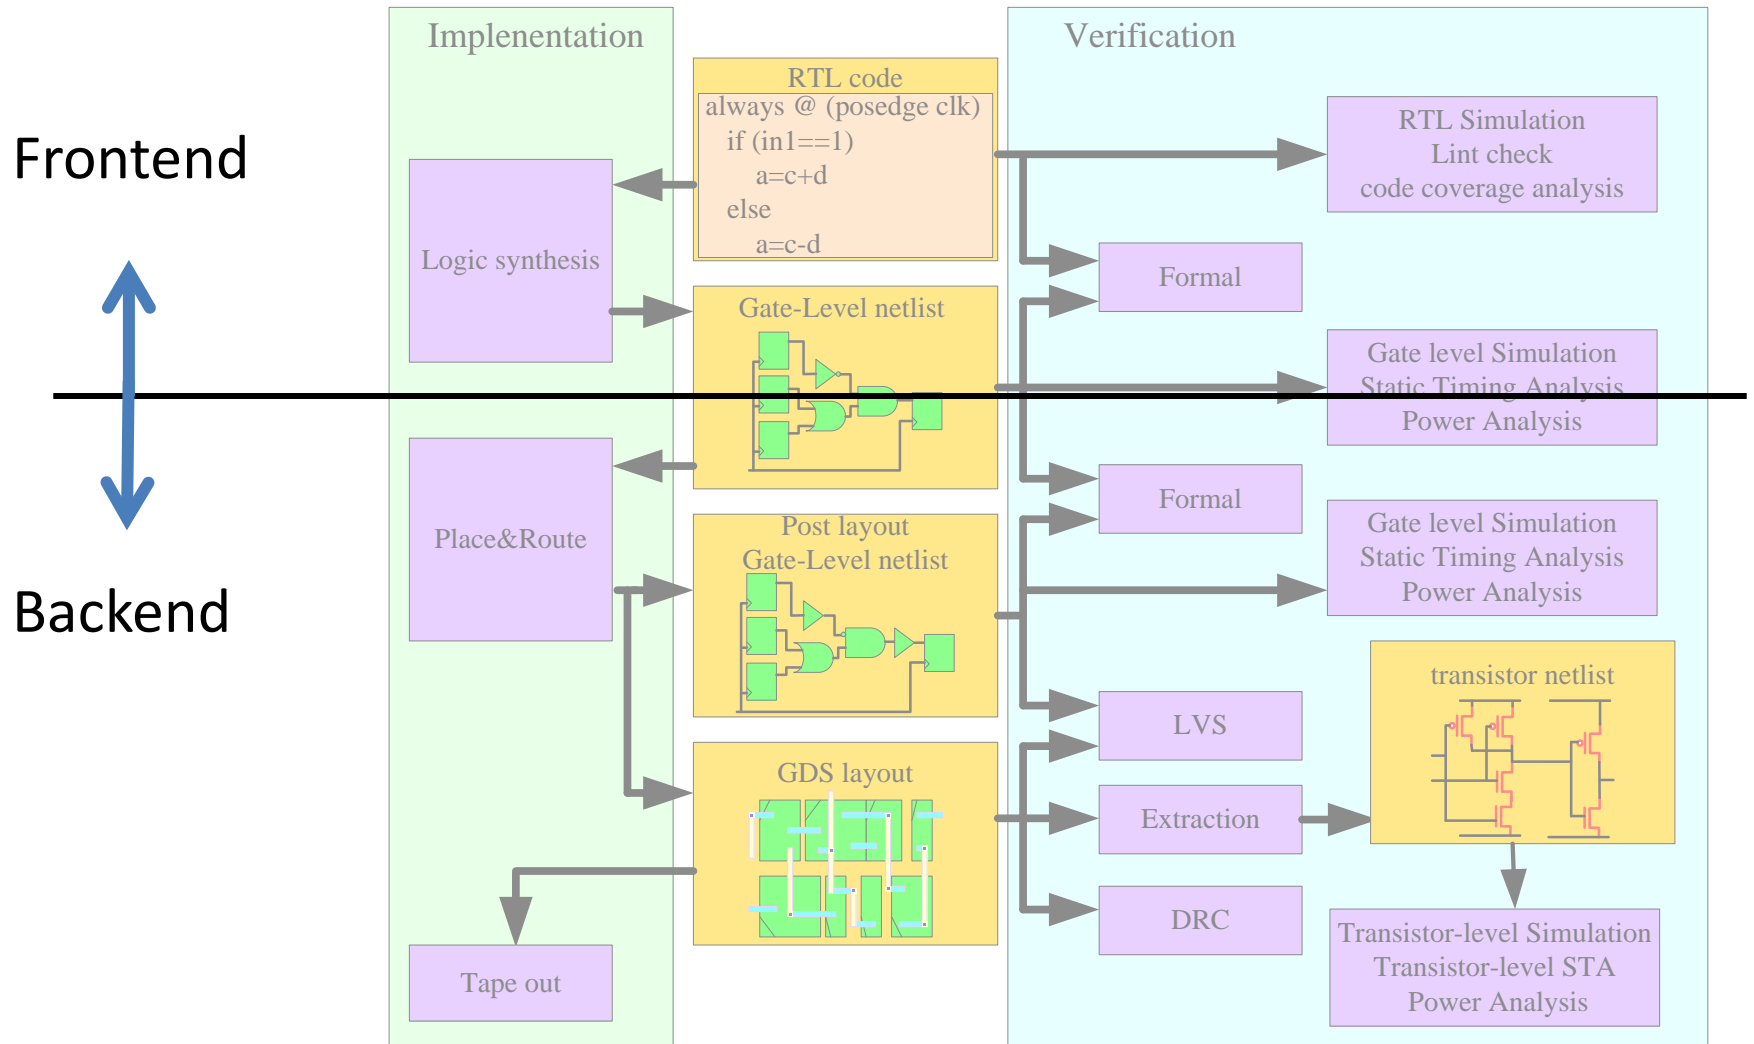 Implenentation
Verification
Frontend
Backend
RTL code
always @ (posedge clk)
if (in1==1)
a=c+d
else
a=c-d
RTL Simulation
Lint check
code coverage analysis
Logic synthesis
Formal
Gate-Level netlist
Gate level Simulation
Static Timing Analysis
Power Analysis
Place&Route
Formal
Post layout
Gate-Level netlist
Gate level Simulation
Static Timing Analysis
Power Analysis
LVS
transistor netlist
GDS layout
Extraction
DRC
Tape out
Transistor-level Simulation
Transistor-level STA
Power Analysis